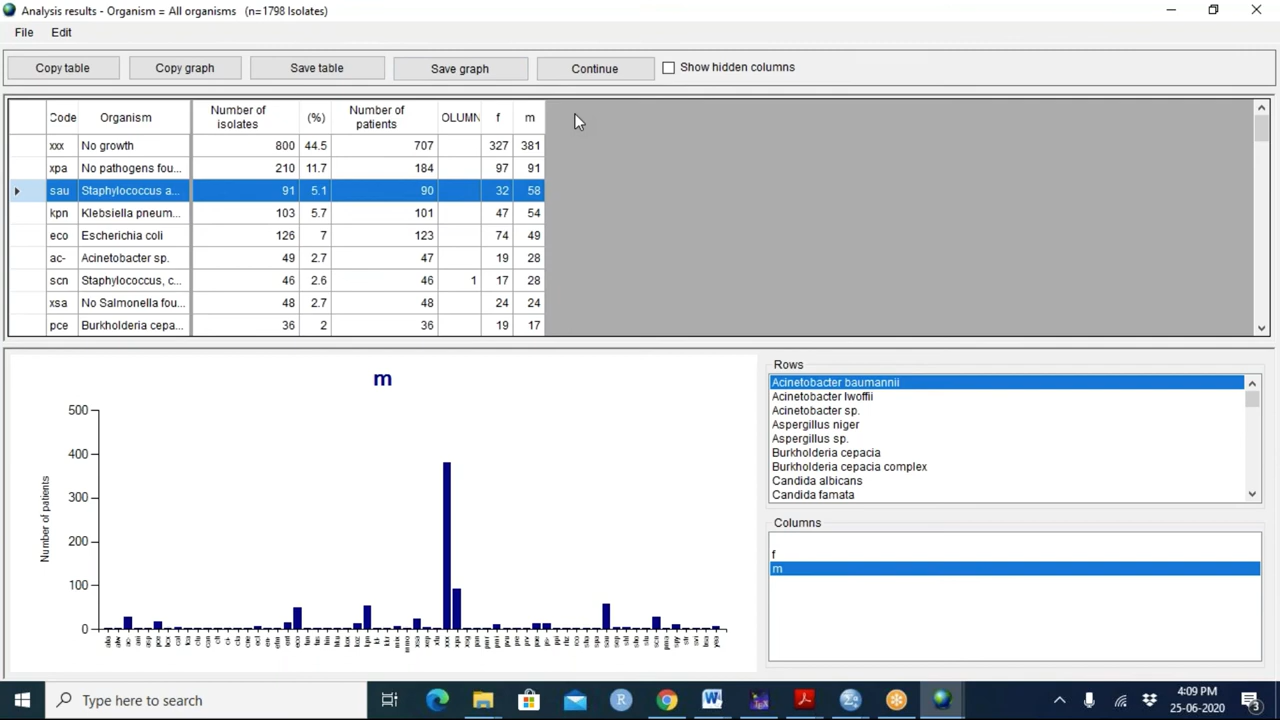 Analysis results - Organism = All organisms (n=1798 Isolates)
File Edit
Copy table Copy graph Save table Save graph Continue Show hidden columns
Code Organism Number of isolates (%) Number of patients OLUMN f m
xxx No growth 800 44.5 707 327 381
xpa No pathogens fou... 210 11.7 184 97 91
sau Staphylococcus a... 91 5.1 90 32 58
kpn Klebsiella pneum... 103 5.7 101 47 54
eco Escherichia coli 126 7 123 74 49
ac- Acinetobacter sp. 49 2.7 47 19 28
scn Staphylococcus, c... 46 2.6 46 1 17 28
xsa No Salmonella fou... 48 2.7 48 24 24
pce Burkholderia cepa... 36 2 36 19 17
m
Number of patients
500
400
300
200
100
0
Rows
Acinetobacter baumannii
Acinetobacter lwoffii
Acinetobacter sp.
Aspergillus niger
Aspergillus sp.
Burkholderia cepacia
Burkholderia cepacia complex
Candida albicans
Candida famata
Columns
f
m
Type here to search
4:09 PM
25-06-2020